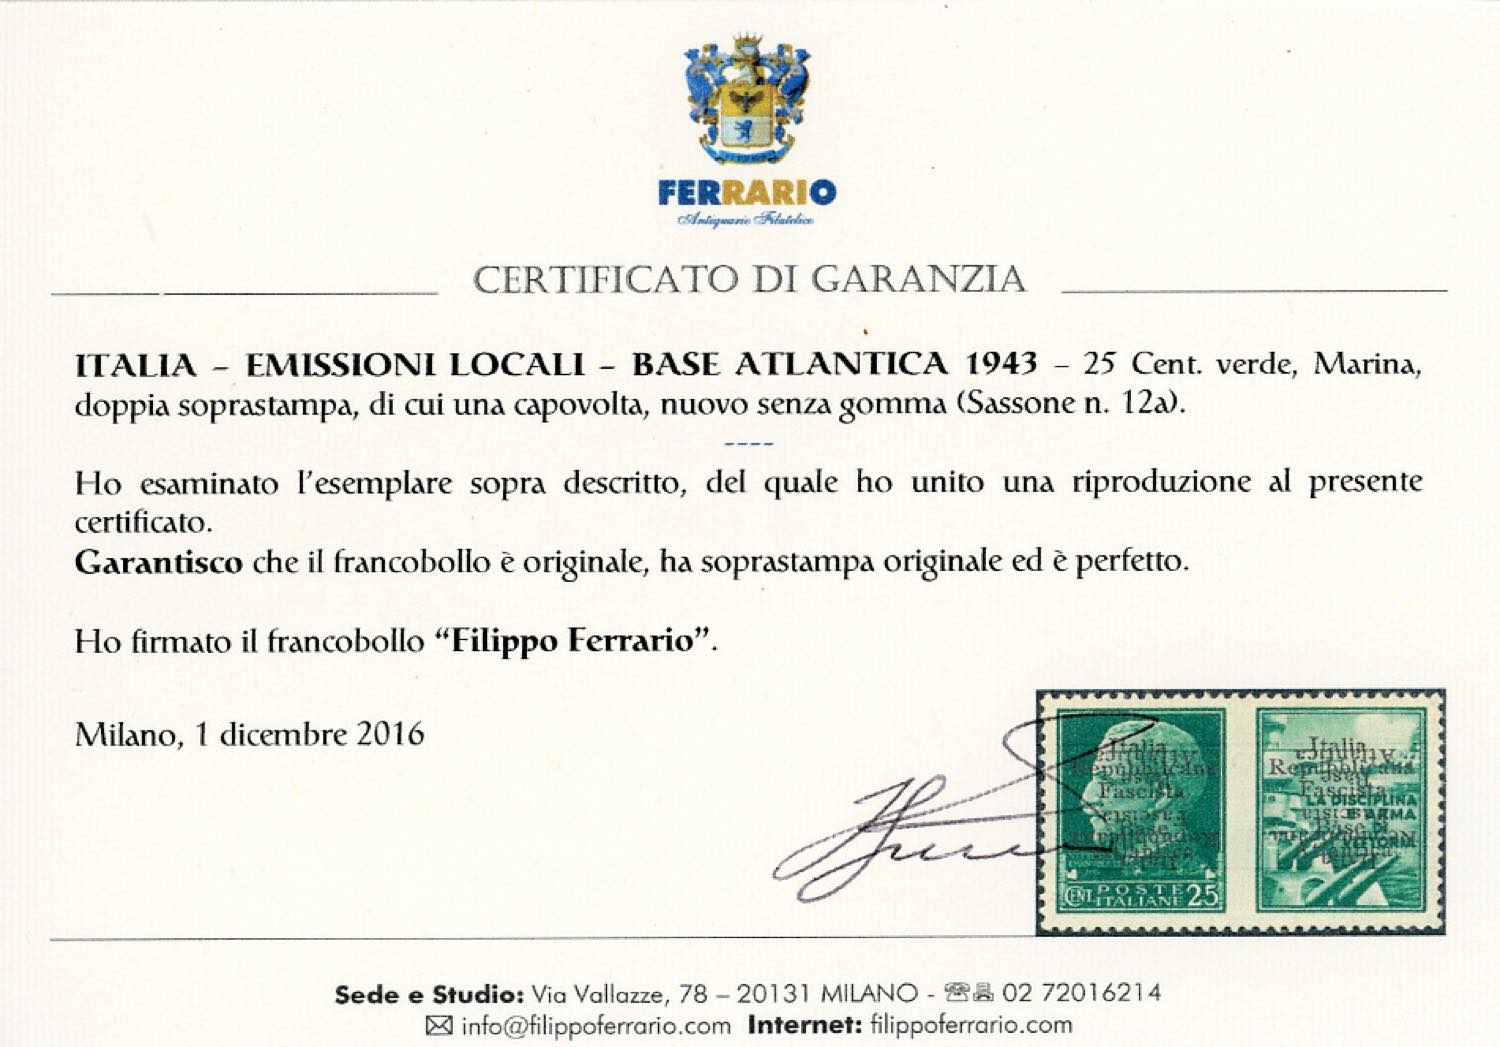 FERRARIO
Antiquario Filatelico
CERTIFICATO DI GARANZIA
ITALIA – EMISSIONI LOCALI – BASE ATLANTICA 1943 – 25 Cent. verde, Marina,
doppia soprastampa, di cui una capovolta, nuovo senza gomma (Sassone n. 12a).
----
Ho esaminato l'esemplare sopra descritto, del quale ho unito una riproduzione al presente
certificato.
Garantisco che il francobollo è originale, ha soprastampa originale ed è perfetto.
Ho firmato il francobollo “Filippo Ferrario”.
Milano, 1 dicembre 2016
Italia
Repubblicana
Fascista
Base
CENT. POSTE ITALIANE 25
Italia
Repubblicana
Fascista
LA DISCIPLINA
E ARMA
VITTORIA
Sede e Studio: Via Vallazze, 78 – 20131 MILANO - ☎ 02 72016214
✉ info@filippoferrario.com Internet: filippoferrario.com